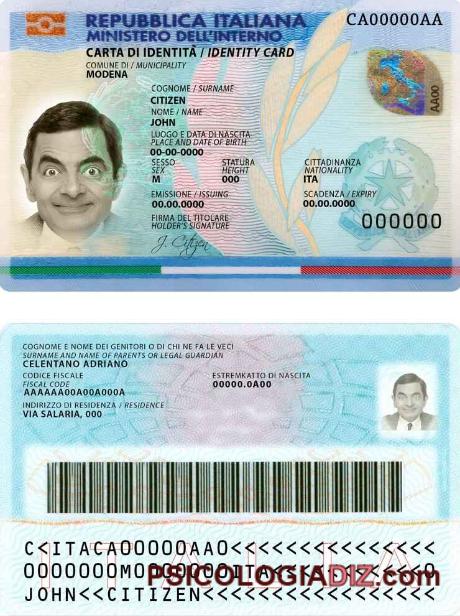 REPUBBLICA ITALIANA
MINISTERO DELL'INTERNO
CA00000AA
CARTA DI IDENTITÀ / IDENTITY CARD
COMUNE DI / MUNICIPALITY
MODENA
COGNOME / SURNAME
CITIZEN
NOME / NAME
JOHN
LUOGO E DATA DI NASCITA
PLACE AND DATE OF BIRTH
00-00-0000
SESSO STATURA CITTADINANZA
SEX HEIGHT NATIONALITY
M 000 ITA
EMISSIONE / ISSUING SCADENZA / EXPIRY
00.00.0000 00.00.0000
FIRMA DEL TITOLARE
HOLDER'S SIGNATURE
J. Citizen
000000
AA00
COGNOME E NOME DEI GENITORI O DI CHI NE FA LE VECI
SURNAME AND NAME OF PARENTS OR LEGAL GUARDIAN
CELENTANO ADRIANO
CODICE FISCALE ESTREMKATTO DI NASCITA
FISCAL CODE 00000.0A00
AAAAAA00A00A000A
INDIRIZZO DI RESIDENZA / RESIDENCE
VIA SALARIA, 000
C<ITACA00000AA0<<<<<<<<<<<<<<<
JOHN<<CITIZEN<<<<<<<<<<<<<<<<<
PSICOLOGIADIZ.com